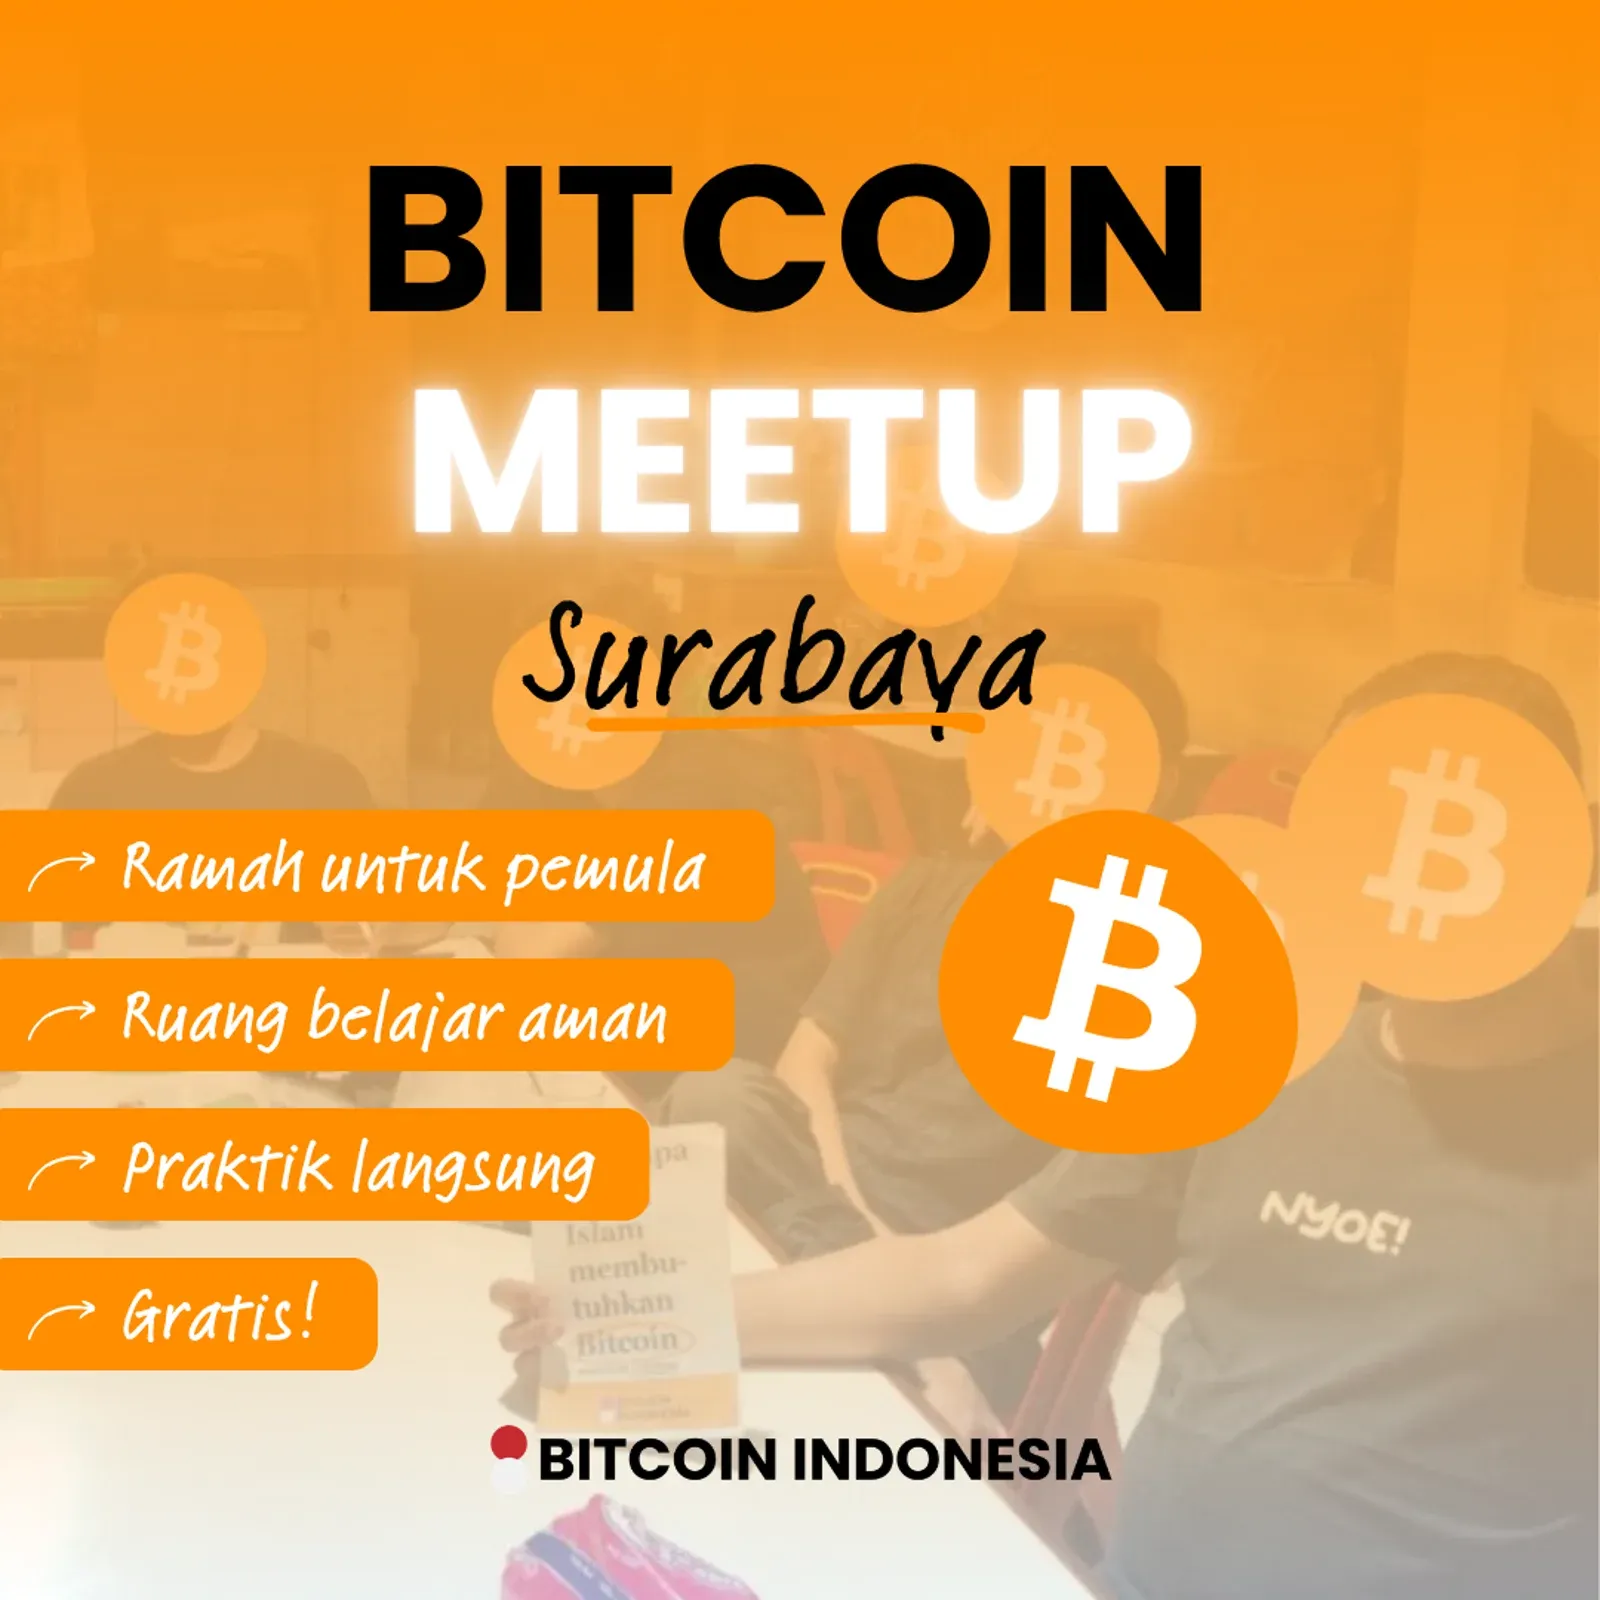 BITCOIN
MEETUP
Surabaya
Ramah untuk pemula
Ruang belajar aman
Praktik langsung
Islam
membu-
tuhkan
Bitcoin
Gratis!
NYOE!
BITCOIN INDONESIA